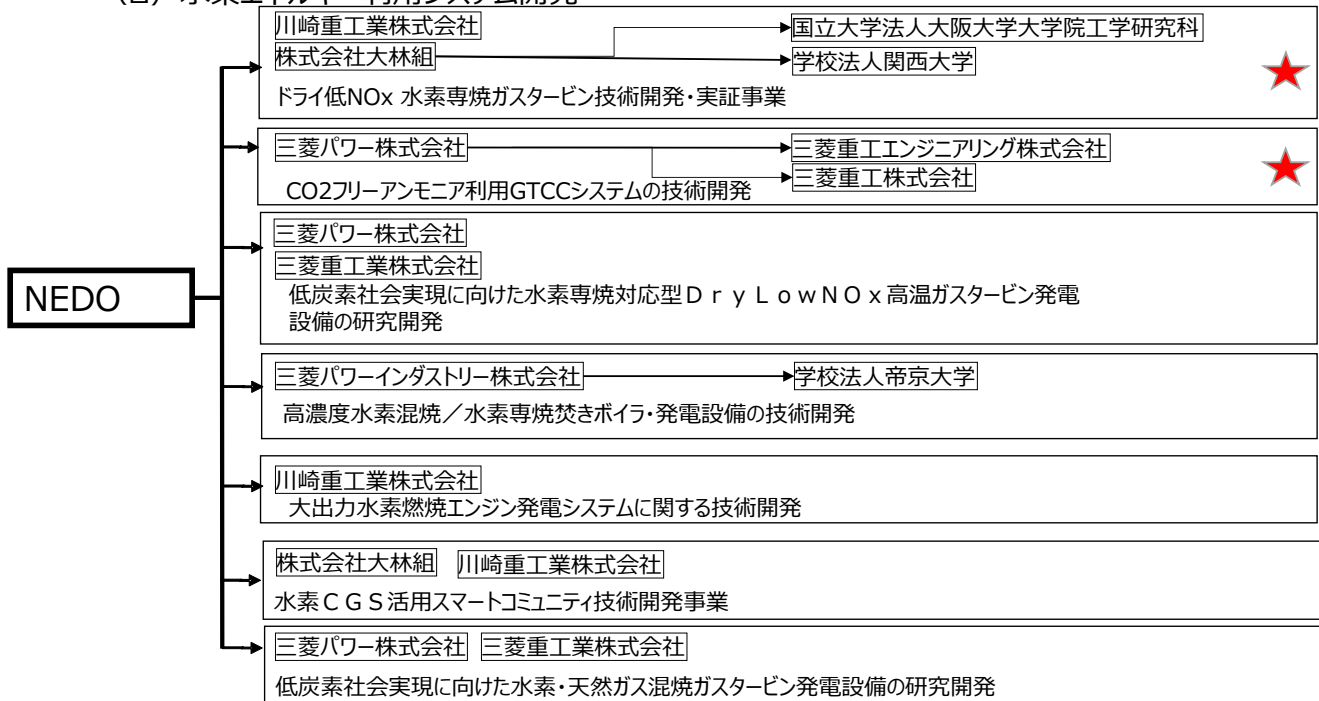 川崎重工業株式会社
国立大学法人大阪大学大学院工学研究科
株式会社大林組
学校法人関西大学
ドライ低NOx 水素専焼ガスタービン技術開発・実証事業
三菱パワー株式会社
三菱重工エンジニアリング株式会社
三菱重工株式会社
CO2フリーアンモニア利用GTCCシステムの技術開発
三菱パワー株式会社
三菱重工業株式会社
低炭素社会実現に向けた水素専焼対応型DryLowNOx高温ガスタービン発電
設備の研究開発
NEDO
三菱パワーインダストリー株式会社
学校法人帝京大学
高濃度水素混焼/水素専焼焚きボイラ・発電設備の技術開発
川崎重工業株式会社
大出力水素燃焼エンジン発電システムに関する技術開発
株式会社大林組 川崎重工業株式会社
水素CGS活用スマートコミュニティ技術開発事業
三菱パワー株式会社 三菱重工業株式会社
低炭素社会実現に向けた水素・天然ガス混焼ガスタービン発電設備の研究開発